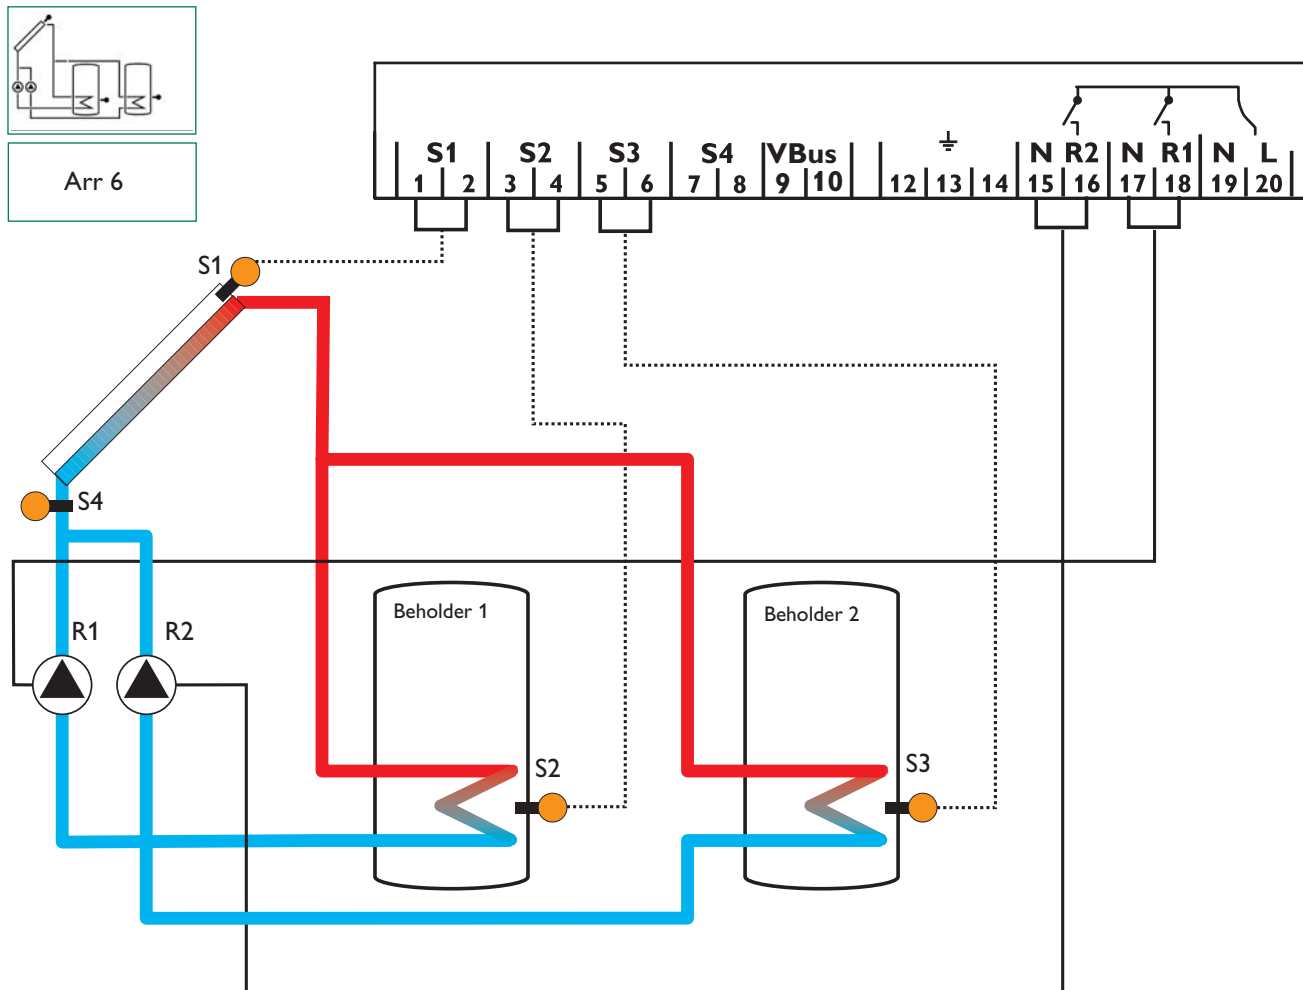 Arr 6
S1 S2 S3 S4 VBus N R2 N R1 N L
1 2 3 4 5 6 7 8 9 10 12 13 14 15 16 17 18 19 20
S1
S4
R1 R2
Beholder 1
Beholder 2
S2
S3